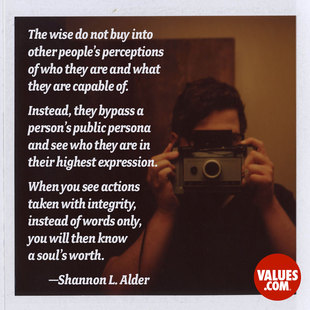 The wise do not buy into
other people's perceptions
of who they are and what
they are capable of.
Instead, they bypass a
person's public persona
and see who they are in
their highest expression.
When you see actions
taken with integrity,
instead of words only,
you will then know
a soul's worth.
—Shannon L. Alder
VALUES
.COM